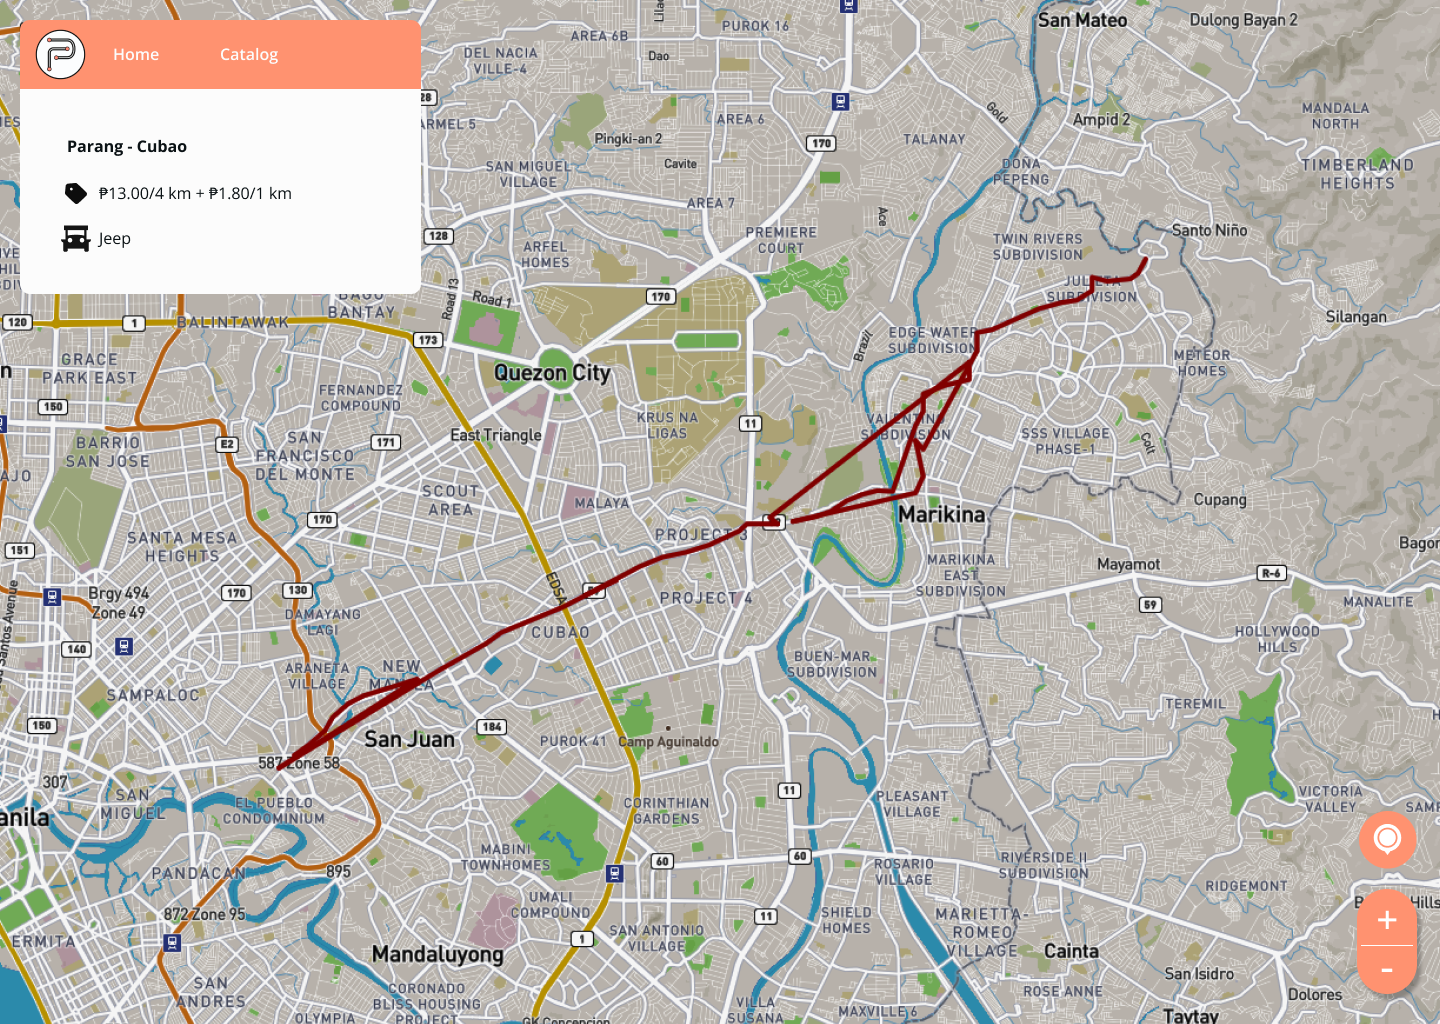 Home
Catalog
Parang - Cubao
₱13.00/4 km + ₱1.80/1 km
Jeep
San Mateo
Dulong Bayan 2
PUROK 16
AREA 6B
DEL NACIA
VILLE-4
Dao
28
ARMEL 5
AREA 6
Pingki-an 2
170
Gold
Ampid 2
MANDALA
NORTH
TALANAY
Cavite
SAN MIGUEL
VILLAGE
DOÑA
PEPENG
TIMBERLAND
HEIGHTS
AREA 7
Ace
128
PREMIERE
COURT
ARFEL
HOMES
TWIN RIVERS
SUBDIVISION
Santo Niño
JULIETA
SUBDIVISION
Road 13
Road 1
170
BAGO
BANTAY
120
1
BALINTAWAK
173
Silangan
EDGE WATER
SUBDIVISION
Brazil
METEOR
HOMES
GRACE
PARK EAST
Quezon City
FERNANDEZ
COMPOUND
150
KRUS NA
LIGAS
11
VALENTINO
SUBDIVISION
East Triangle
171
E2
BARRIO
SAN JOSE
SAN
FRANCISCO
DEL MONTE
SSS VILLAGE
PHASE-1
Colt
SCOUT
AREA
MALAYA
Cupang
Marikina
170
PROJECT 3
SANTA MESA
HEIGHTS
151
Bagon
MARIKINA
EAST
SUBDIVISION
Mayamot
R-6
EDSA
59
MANALITE
Brgy 494
Zone 49
170
130
PROJECT 4
DAMAYANG
LAGI
CUBAO
HOLLYWOOD
HILLS
140
ARANETA
VILLAGE
NEW
MANILA
BUEN-MAR
SUBDIVISION
SAMPALOC
TEREMIL
150
184
San Juan
PUROK 41
Camp Aguinaldo
587 Zone 58
307
SAN
MIGUEL
EL PUEBLO
CONDOMINIUM
11
CORINTHIAN
GARDENS
PLEASANT
VILLAGE
VICTORIA
VALLEY
anila
MABINI
TOWNHOMES
60
60
ROSARIO
VILLAGE
RIVERSIDE II
SUBDIVISION
PANDACAN
895
RIDGEMONT
872 Zone 95
UMALI
COMPOUND
11
SHIELD
HOMES
MARIETTA-
ROMEO
VILLAGE
ERMITA
1
SAN ANTONIO
VILLAGE
Mandaluyong
Cainta
San Isidro
SAN
ANDRES
CORONADO
BLISS HOUSING
PROJECT
ROSE ANNE
Dolores
OLYMPIA
GK Concepcion
VILLA
SUSANA
MAXVILLE 6
Taytay
+
-